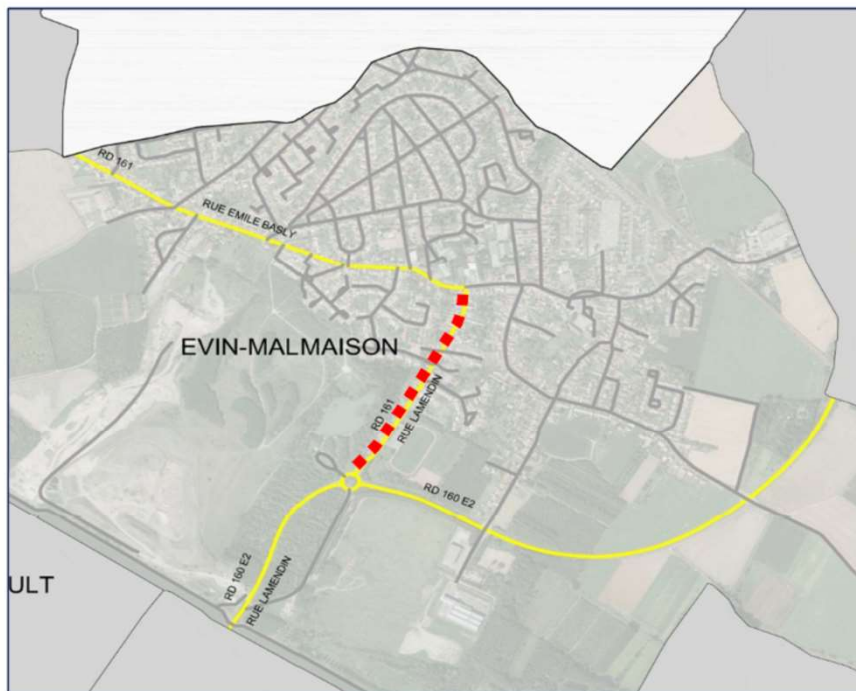 RD 161
RUE EMILE BASLY
EVIN-MALMAISON
RD 161
RUE LAMENDIN
RD 160 E2
RD 160 E2
RUE LAMENDIN
ULT